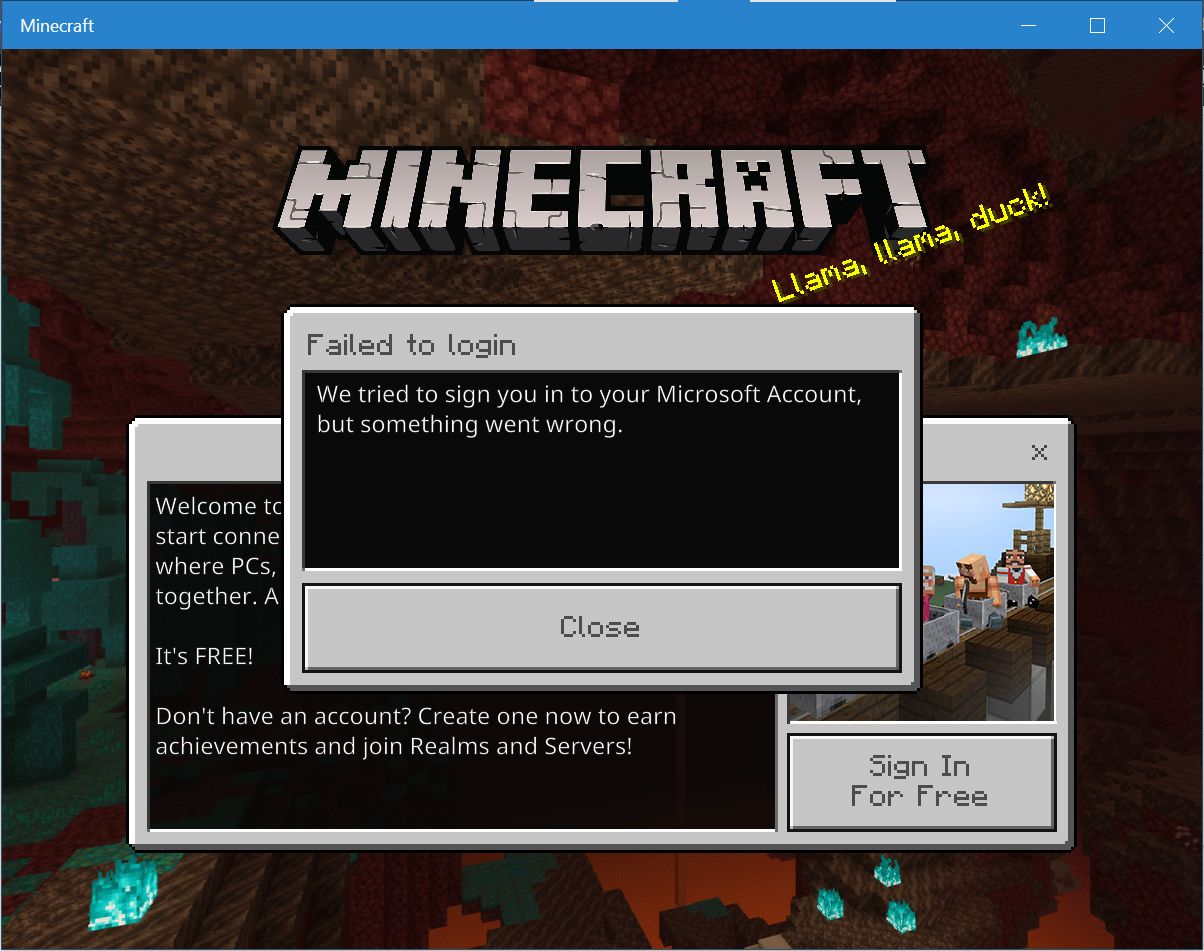 Minecraft
MINECRAFT
Llama, llama, duck!
Failed to login
We tried to sign you in to your Microsoft Account,
but something went wrong.
Close
Welcome to
start conne
where PCs,
together. A
It's FREE!
Don't have an account? Create one now to earn
achievements and join Realms and Servers!
Sign In
For Free